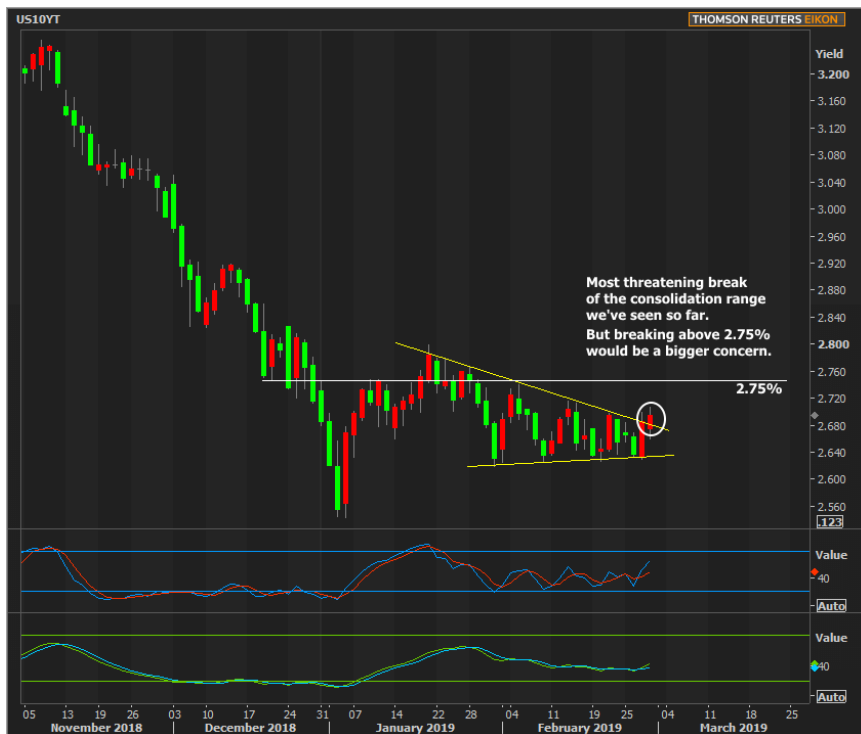 US10YT
THOMSON REUTERS EIKON
Yield
3.200
3.160
3.120
3.080
3.040
3.000
2.960
2.920
2.880
2.840
2.800
2.760
2.720
2.680
2.640
2.600
2.560
.123
Most threatening break
of the consolidation range
we've seen so far.
But breaking above 2.75%
would be a bigger concern.
2.75%
Value
40
Auto
Value
40
Auto
05 13 19 26 03 10 17 24 31 07 14 22 28 04 11 19 25 04 11 18 25
November 2018 December 2018 January 2019 February 2019 March 2019